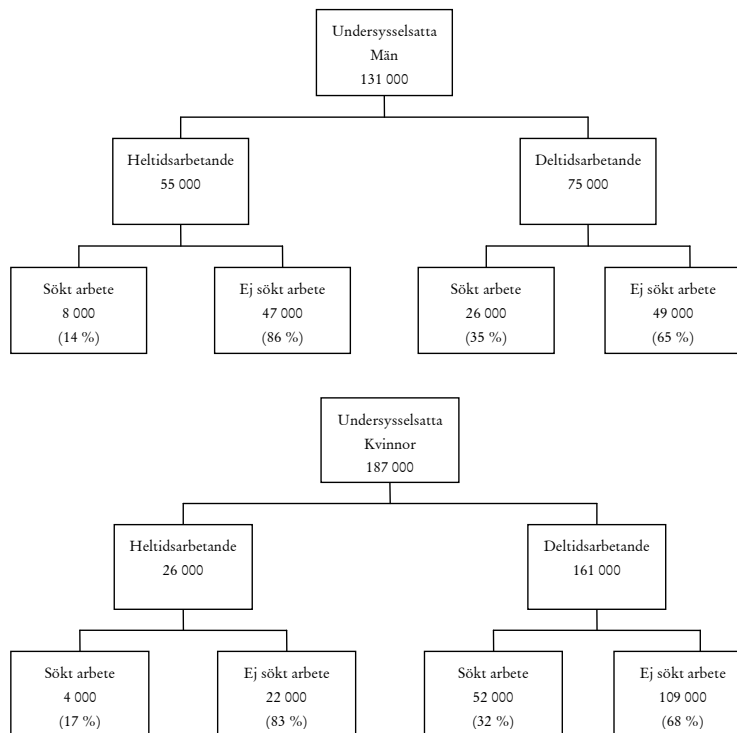 Undersysselsatta
Män
131 000
Heltidsarbetande
55 000
Deltidsarbetande
75 000
Sökt arbete
8 000
(14 %)
Ej sökt arbete
47 000
(86 %)
Sökt arbete
26 000
(35 %)
Ej sökt arbete
49 000
(65 %)
Undersysselsatta
Kvinnor
187 000
Heltidsarbetande
26 000
Deltidsarbetande
161 000
Sökt arbete
4 000
(17 %)
Ej sökt arbete
22 000
(83 %)
Sökt arbete
52 000
(32 %)
Ej sökt arbete
109 000
(68 %)